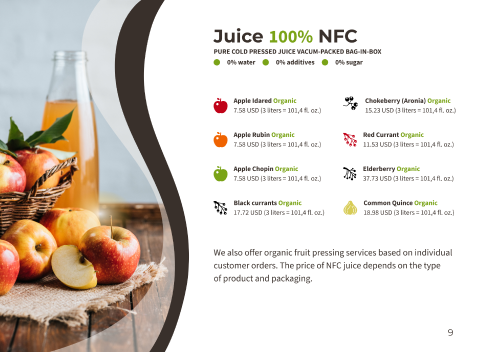 Juice 100% NFC
PURE COLD PRESSED JUICE VACUM-PACKED BAG-IN-BOX
0% water 0% additives 0% sugar
Apple Idared Organic
7.58 USD (3 liters = 101,4 fl. oz.)
Chokeberry (Aronia) Organic
15.23 USD (3 liters = 101,4 fl. oz.)
Apple Rubin Organic
7.58 USD (3 liters = 101,4 fl. oz.)
Red Currant Organic
11.53 USD (3 liters = 101,4 fl. oz.)
Apple Chopin Organic
7.58 USD (3 liters = 101,4 fl. oz.)
Elderberry Organic
37.73 USD (3 liters = 101,4 fl. oz.)
Black currants Organic
17.72 USD (3 liters = 101,4 fl. oz.)
Common Quince Organic
18.98 USD (3 liters = 101,4 fl. oz.)
We also offer organic fruit pressing services based on individual
customer orders. The price of NFC juice depends on the type
of product and packaging.
9